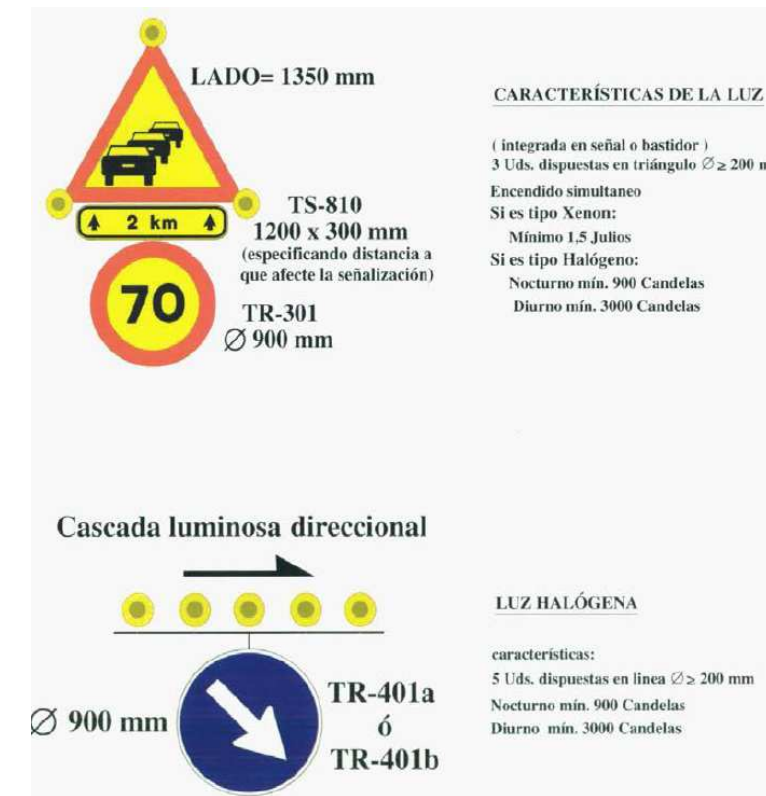 LADO= 1350 mm
CARACTERÍSTICAS DE LA LUZ
( integrada en señal o bastidor )
3 Uds. dispuestas en triángulo ∅ ≥ 200
Encendido simultaneo
Si es tipo Xenon:
Mínimo 1,5 Julios
Si es tipo Halógeno:
Nocturno mín. 900 Candelas
Diurno mín. 3000 Candelas
2 km
TS-810
1200 x 300 mm
(especificando distancia a
que afecte la señalización)
70
TR-301
∅ 900 mm
Cascada luminosa direccional
LUZ HALÓGENA
características:
5 Uds. dispuestas en linea ∅ ≥ 200 mm
Nocturno mín. 900 Candelas
Diurno mín. 3000 Candelas
∅ 900 mm
TR-401a
ó
TR-401b